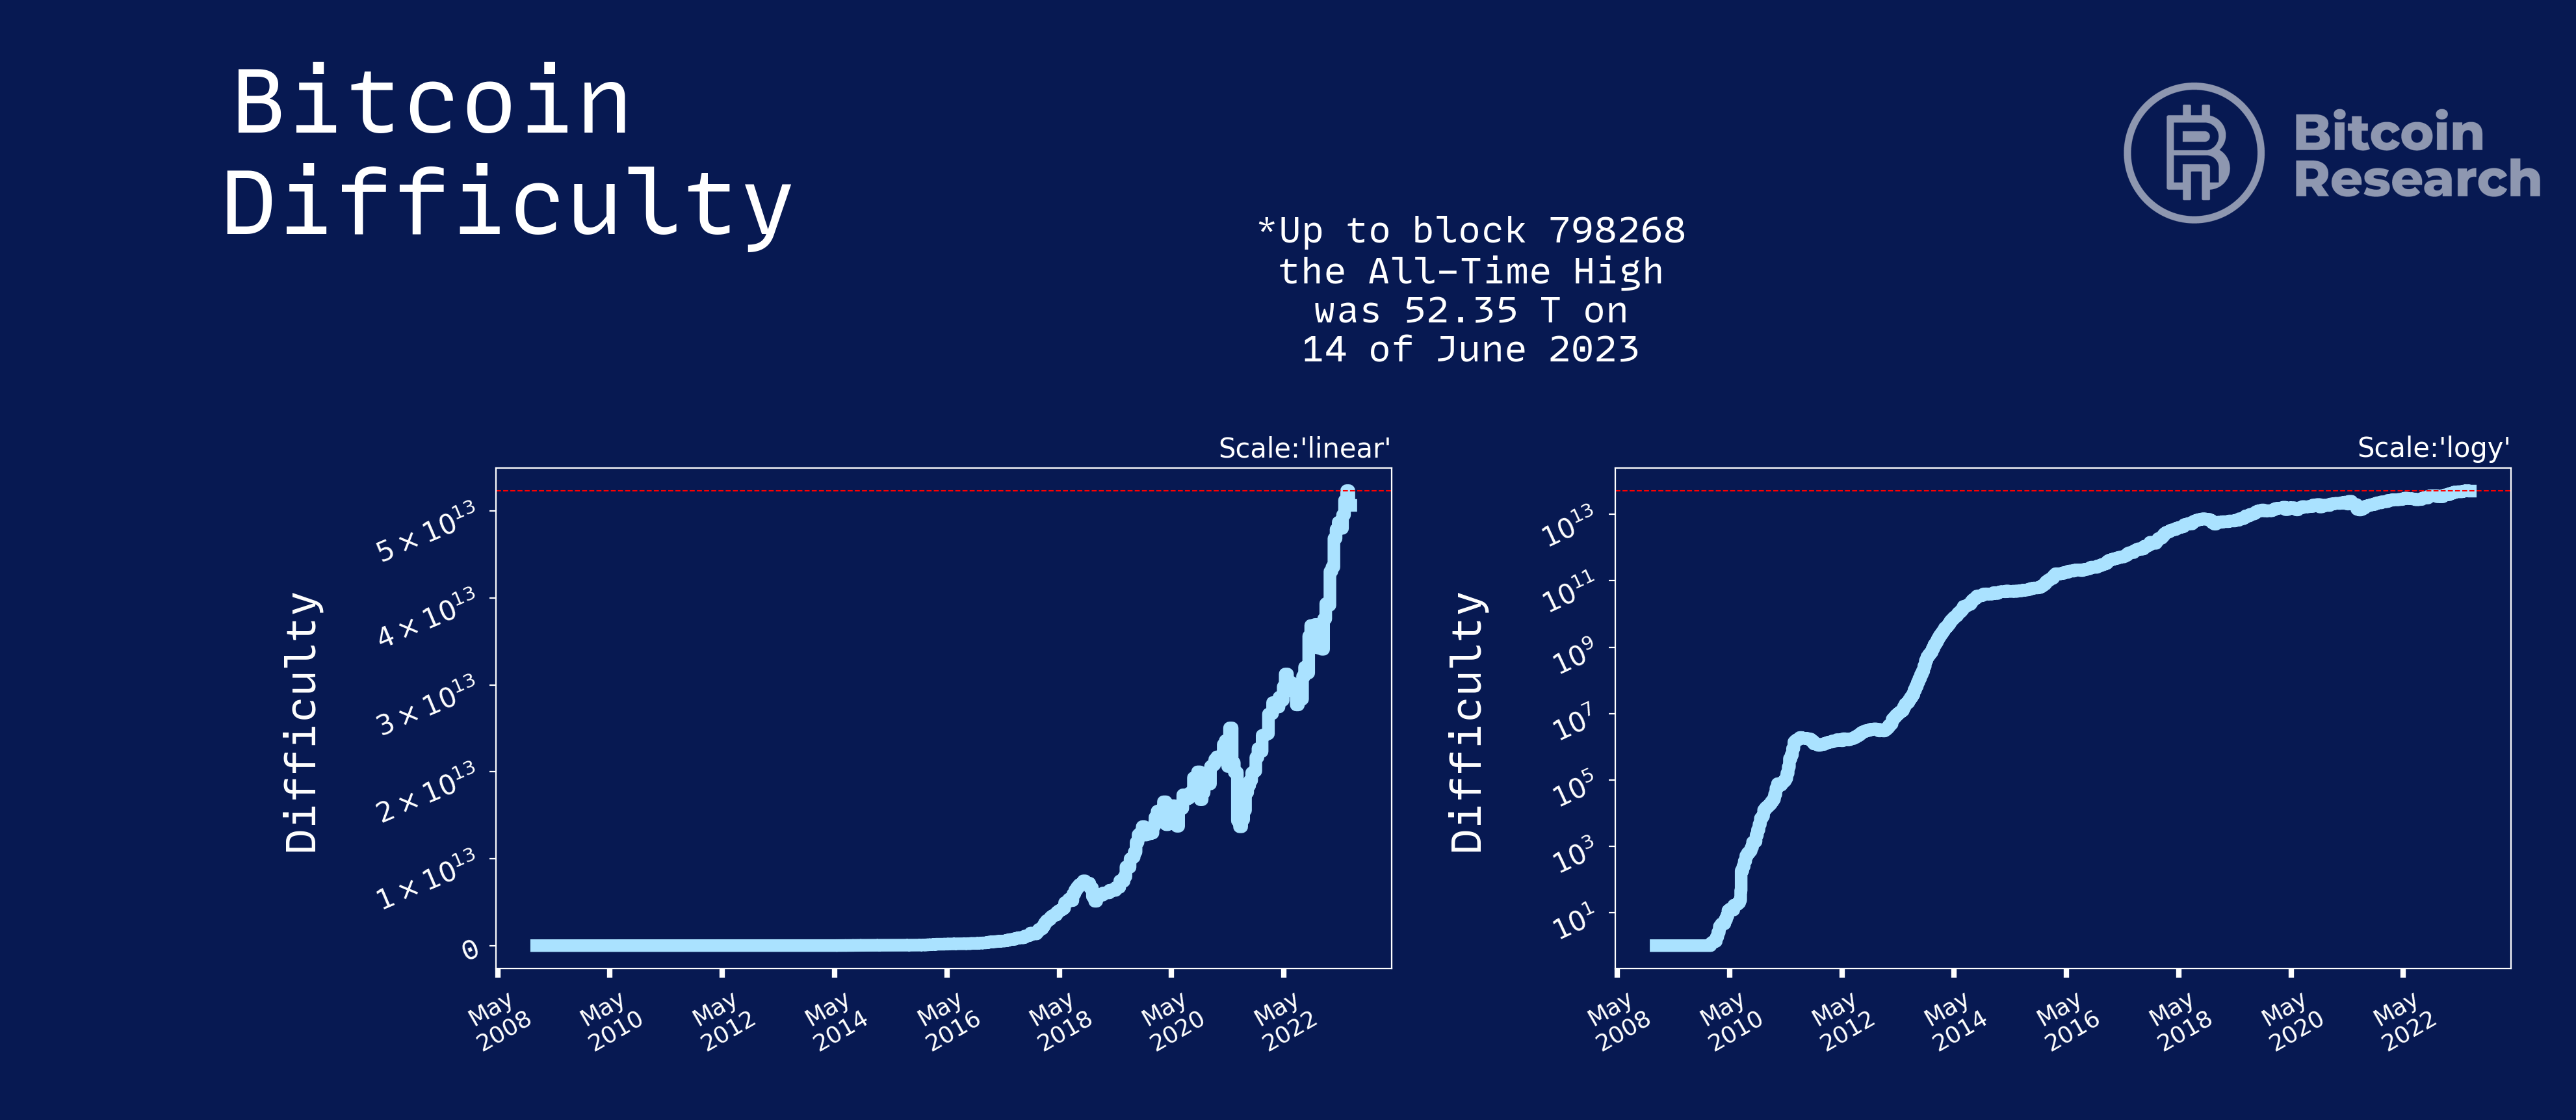 Bitcoin
Difficulty
Bitcoin
Research
*Up to block 798268
the All-Time High
was 52.35 T on
14 of June 2023
Scale:'linear'
Difficulty
5 × 10¹³
4 × 10¹³
3 × 10¹³
2 × 10¹³
1 × 10¹³
0
May
2008
May
2010
May
2012
May
2014
May
2016
May
2018
May
2020
May
2022
Scale:'logy'
Difficulty
10¹³
10¹¹
10⁹
10⁷
10⁵
10³
10¹
May
2008
May
2010
May
2012
May
2014
May
2016
May
2018
May
2020
May
2022